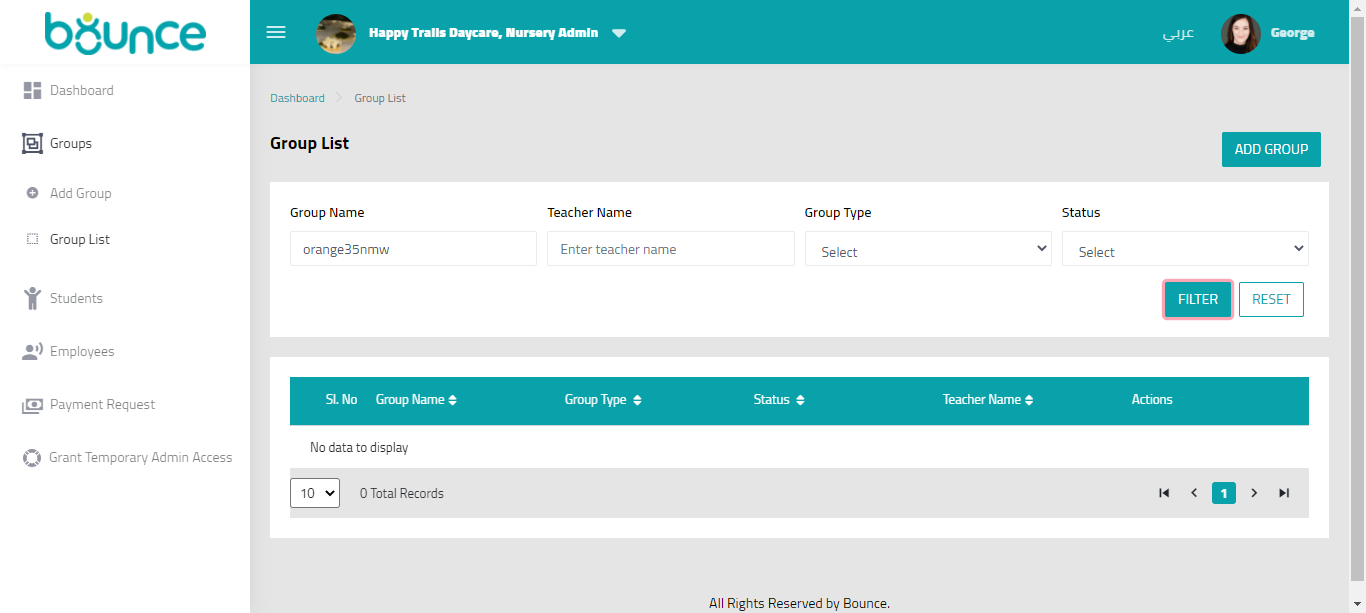 bounce
Happy Trails Daycare, Nursery Admin
عربي
George
Dashboard
Groups
Add Group
Group List
Students
Employees
Payment Request
Grant Temporary Admin Access
Dashboard
Group List
Group List
ADD GROUP
Group Name
Teacher Name
Group Type
Status
orange35nmw
Enter teacher name
Select
Select
FILTER
RESET
Sl. No
Group Name
Group Type
Status
Teacher Name
Actions
No data to display
10
0 Total Records
1
All Rights Reserved by Bounce.